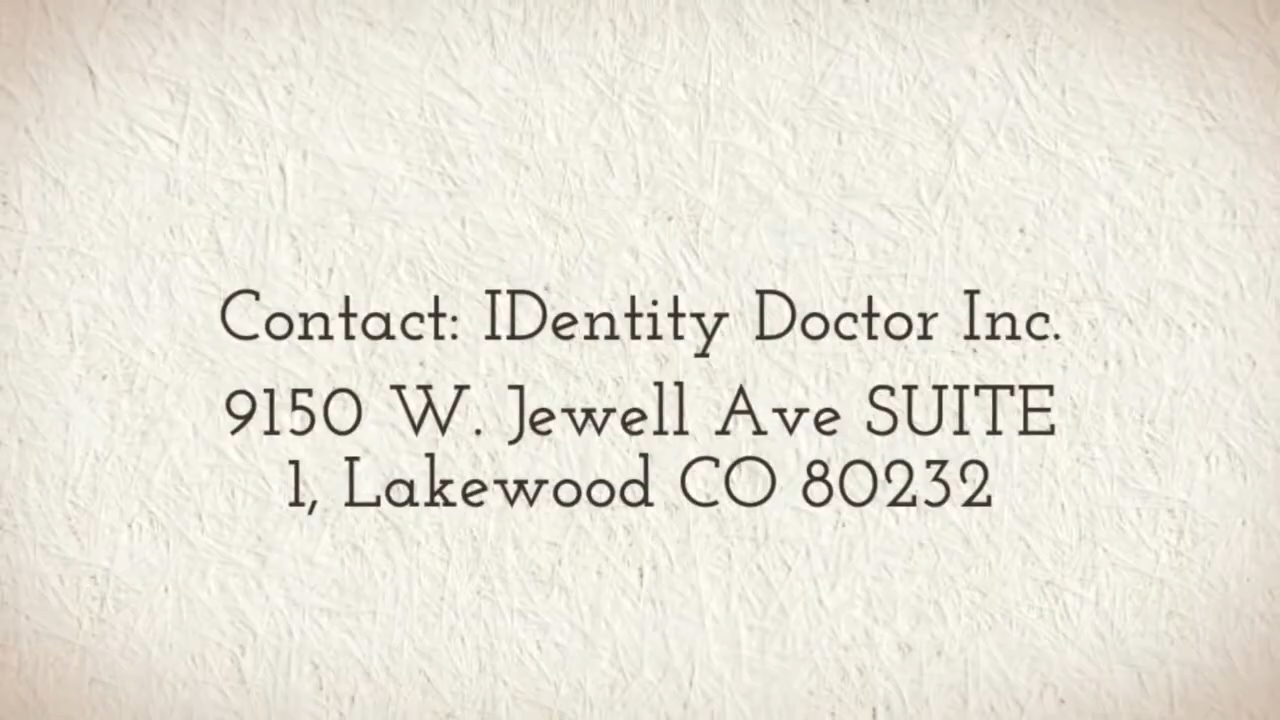 Contact: IDentity Doctor Inc.
9150 W. Jewell Ave SUITE
1, Lakewood CO 80232